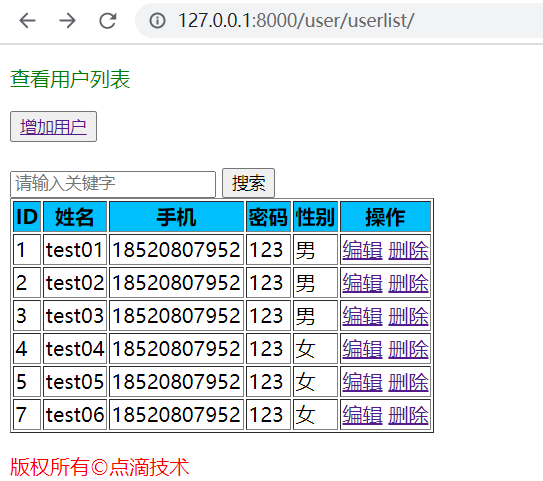 127.0.0.1:8000/user/userlist/
查看用户列表
增加用户
请输入关键字 搜索
ID 姓名 手机 密码 性别 操作
1 test01 18520807952 123 男 编辑 删除
2 test02 18520807952 123 男 编辑 删除
3 test03 18520807952 123 男 编辑 删除
4 test04 18520807952 123 女 编辑 删除
5 test05 18520807952 123 女 编辑 删除
7 test06 18520807952 123 女 编辑 删除
版权所有©点滴技术